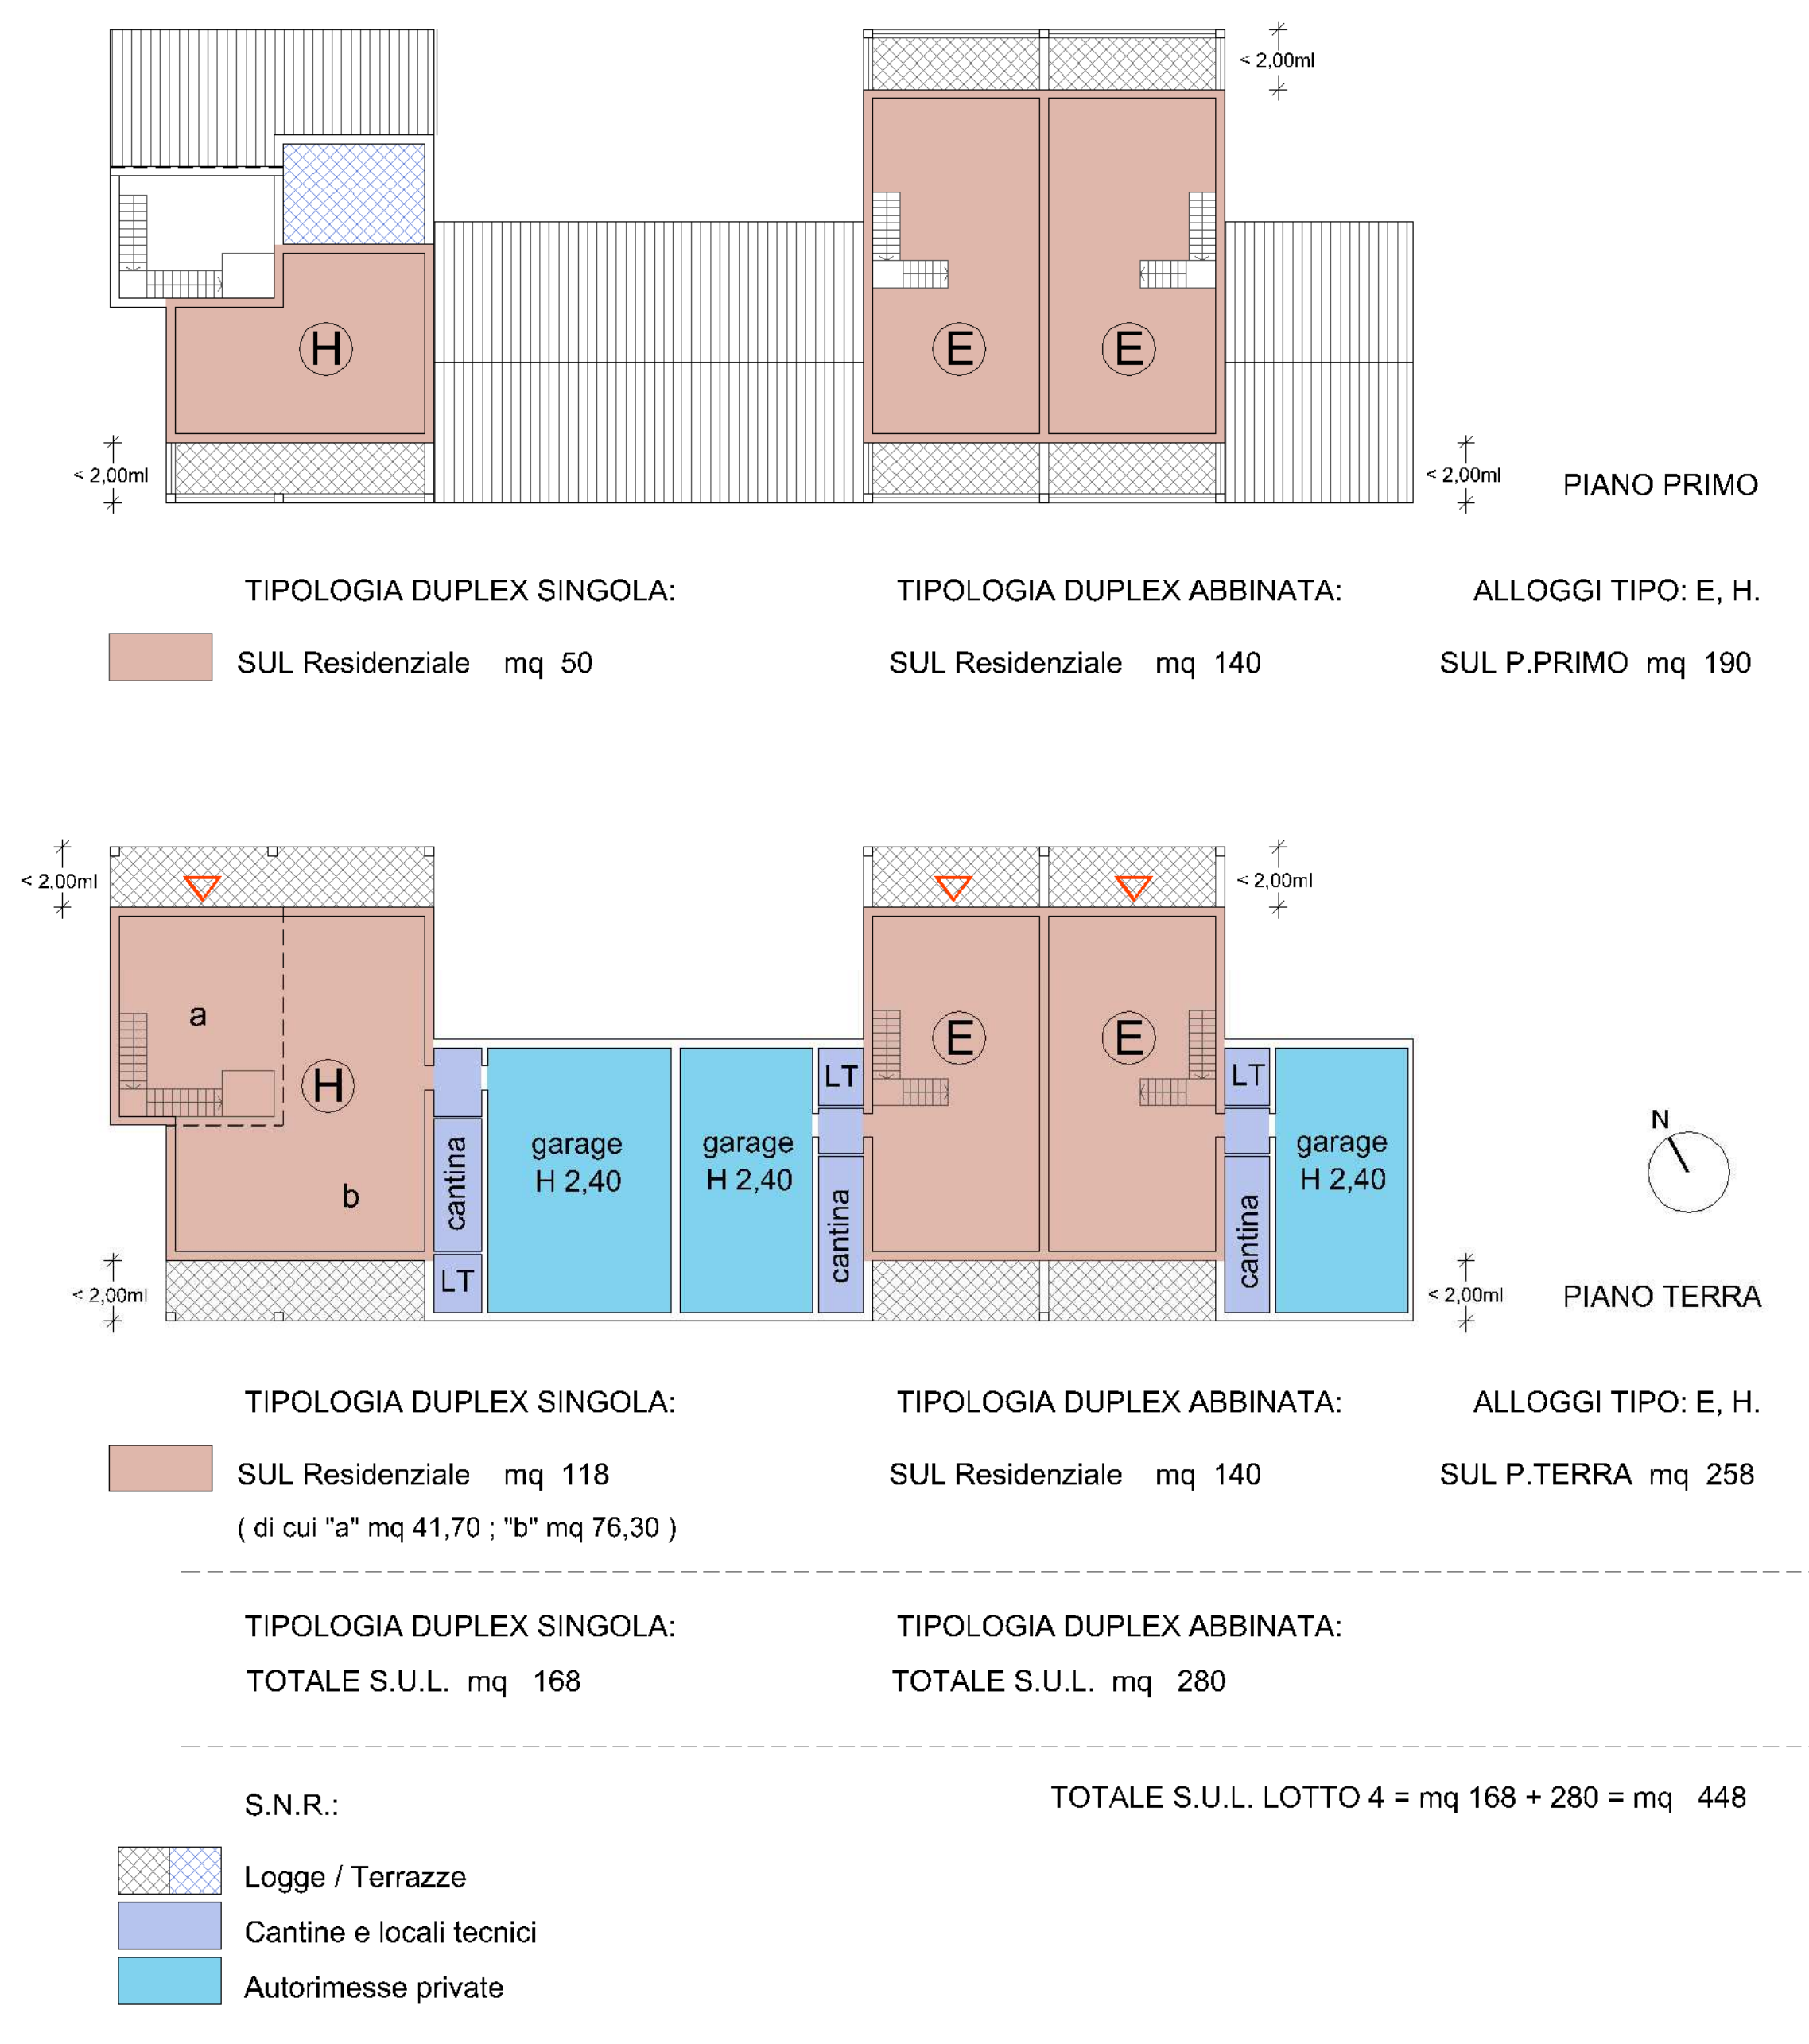 < 2,00ml
H
E
E
< 2,00ml
< 2,00ml
PIANO PRIMO
TIPOLOGIA DUPLEX SINGOLA:
TIPOLOGIA DUPLEX ABBINATA:
ALLOGGI TIPO: E, H.
SUL Residenziale mq 50
SUL Residenziale mq 140
SUL P.PRIMO mq 190
< 2,00ml
< 2,00ml
a
H
b
E
E
LT
LT
garage
H 2,40
garage
H 2,40
garage
H 2,40
cantina
cantina
cantina
LT
N
< 2,00ml
< 2,00ml
PIANO TERRA
TIPOLOGIA DUPLEX SINGOLA:
TIPOLOGIA DUPLEX ABBINATA:
ALLOGGI TIPO: E, H.
SUL Residenziale mq 118
SUL Residenziale mq 140
SUL P.TERRA mq 258
( di cui "a" mq 41,70 ; "b" mq 76,30 )
TIPOLOGIA DUPLEX SINGOLA:
TIPOLOGIA DUPLEX ABBINATA:
TOTALE S.U.L. mq 168
TOTALE S.U.L. mq 280
S.N.R.:
TOTALE S.U.L. LOTTO 4 = mq 168 + 280 = mq 448
Logge / Terrazze
Cantine e locali tecnici
Autorimesse private